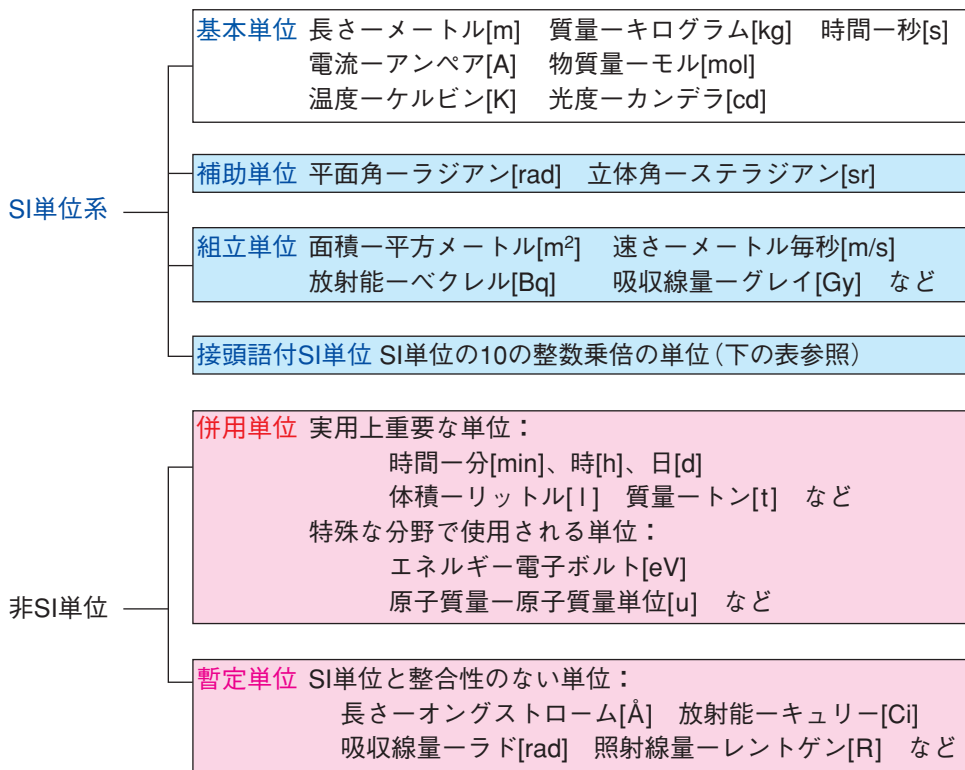 SI単位系
基本単位 長さーメートル[m] 質量ーキログラム[kg] 時間ー秒[s]
電流ーアンペア[A] 物質量ーモル[mol]
温度ーケルビン[K] 光度ーカンデラ[cd]
補助単位 平面角ーラジアン[rad] 立体角ーステラジアン[sr]
組立単位 面積ー平方メートル[m²] 速さーメートル毎秒[m/s]
放射能ーベクレル[Bq] 吸収線量ーグレイ[Gy] など
接頭語付SI単位 SI単位の10の整数乗倍の単位(下の表参照)
非SI単位
併用単位 実用上重要な単位：
時間ー分[min]、時[h]、日[d]
体積ーリットル[l] 質量ートン[t] など
特殊な分野で使用される単位：
エネルギー電子ボルト[eV]
原子質量ー原子質量単位[u] など
暫定単位 SI単位と整合性のない単位：
長さーオングストローム[Å] 放射能ーキュリー[Ci]
吸収線量ーラド[rad] 照射線量ーレントゲン[R] など